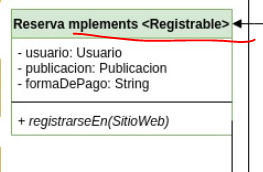 Reserva mplements <Registrable>
- usuario: Usuario
- publicacion: Publicacion
- formaDePago: String
+ registrarseEn(SitioWeb)